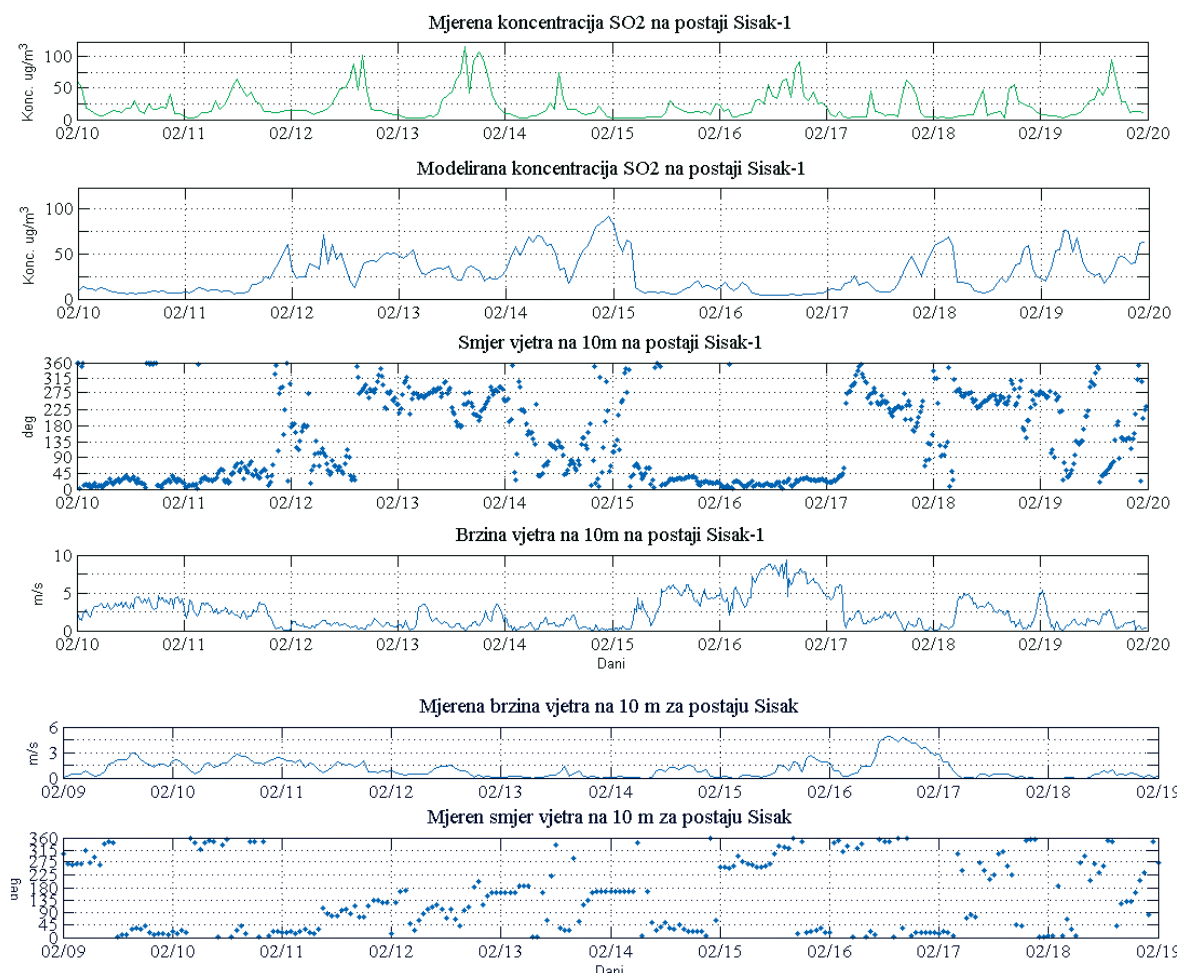 Mjerena koncentracija SO2 na postaji Sisak-1
Konc. ug/m³
100
50
0
02/10 02/11 02/12 02/13 02/14 02/15 02/16 02/17 02/18 02/19 02/20
Modelirana koncentracija SO2 na postaji Sisak-1
Konc. ug/m³
100
50
0
02/10 02/11 02/12 02/13 02/14 02/15 02/16 02/17 02/18 02/19 02/20
Smjer vjetra na 10m na postaji Sisak-1
deg
360
315
275
225
180
135
90
45
0
02/10 02/11 02/12 02/13 02/14 02/15 02/16 02/17 02/18 02/19 02/20
Brzina vjetra na 10m na postaji Sisak-1
m/s
10
5
0
02/10 02/11 02/12 02/13 02/14 02/15 02/16 02/17 02/18 02/19 02/20
Dani
Mjerena brzina vjetra na 10 m za postaju Sisak
m/s
6
3
0
02/09 02/10 02/11 02/12 02/13 02/14 02/15 02/16 02/17 02/18 02/19
Mjeren smjer vjetra na 10 m za postaju Sisak
360
315
275
225
180
135
90
45
0
02/09 02/10 02/11 02/12 02/13 02/14 02/15 02/16 02/17 02/18 02/19
Dani